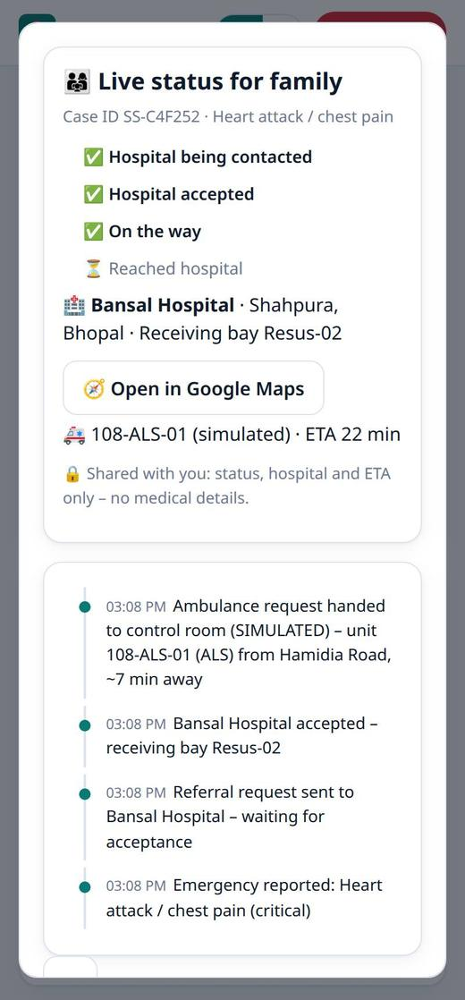 👨‍👩‍👧 Live status for family
Case ID SS-C4F252 · Heart attack / chest pain
✅ Hospital being contacted
✅ Hospital accepted
✅ On the way
⏳ Reached hospital
🏥 Bansal Hospital · Shahpura,
Bhopal · Receiving bay Resus-02
🧭 Open in Google Maps
🚑 108-ALS-01 (simulated) · ETA 22 min
🔒 Shared with you: status, hospital and ETA
only – no medical details.
03:08 PM Ambulance request handed
to control room (SIMULATED) – unit
108-ALS-01 (ALS) from Hamidia Road,
~7 min away
03:08 PM Bansal Hospital accepted –
receiving bay Resus-02
03:08 PM Referral request sent to
Bansal Hospital – waiting for
acceptance
03:08 PM Emergency reported: Heart
attack / chest pain (critical)